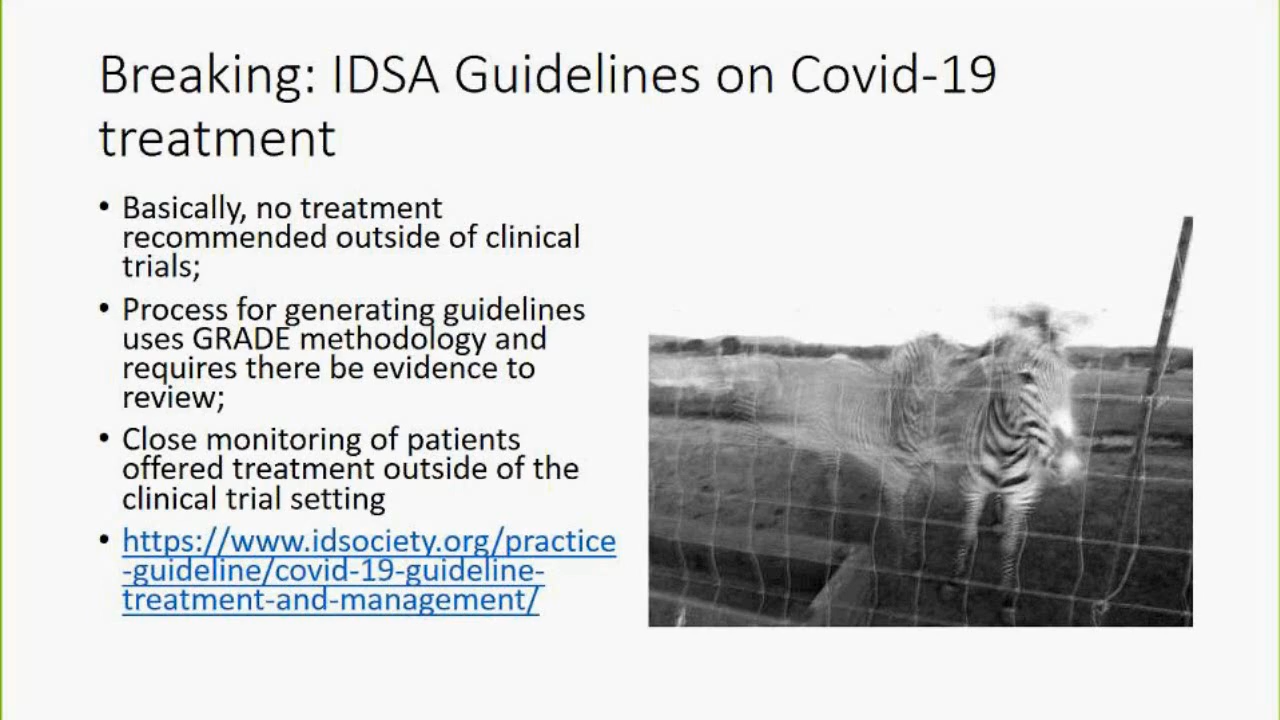 Breaking: IDSA Guidelines on Covid-19
treatment
• Basically, no treatment
recommended outside of clinical
trials;
• Process for generating guidelines
uses GRADE methodology and
requires there be evidence to
review;
• Close monitoring of patients
offered treatment outside of the
clinical trial setting
• https://www.idsociety.org/practice
-guideline/covid-19-guideline-
treatment-and-management/